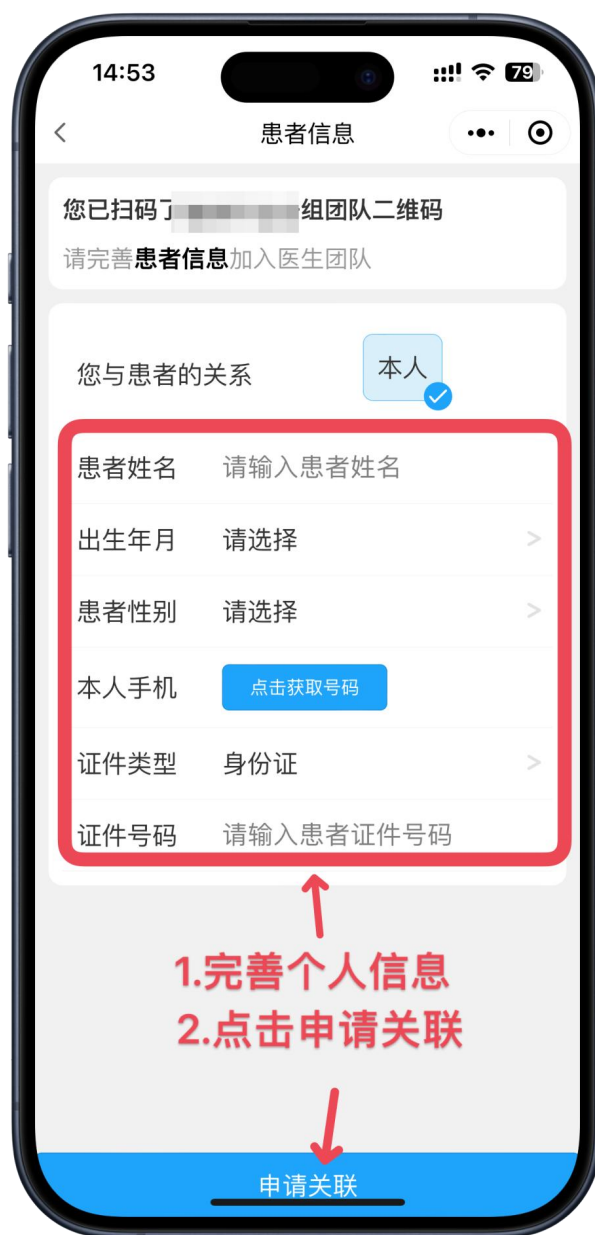 14:53
79
患者信息
您已扫码了 组团队二维码
请完善患者信息加入医生团队
您与患者的关系 本人
患者姓名 请输入患者姓名
出生年月 请选择
患者性别 请选择
本人手机 点击获取号码
证件类型 身份证
证件号码 请输入患者证件号码
1.完善个人信息
2.点击申请关联
申请关联